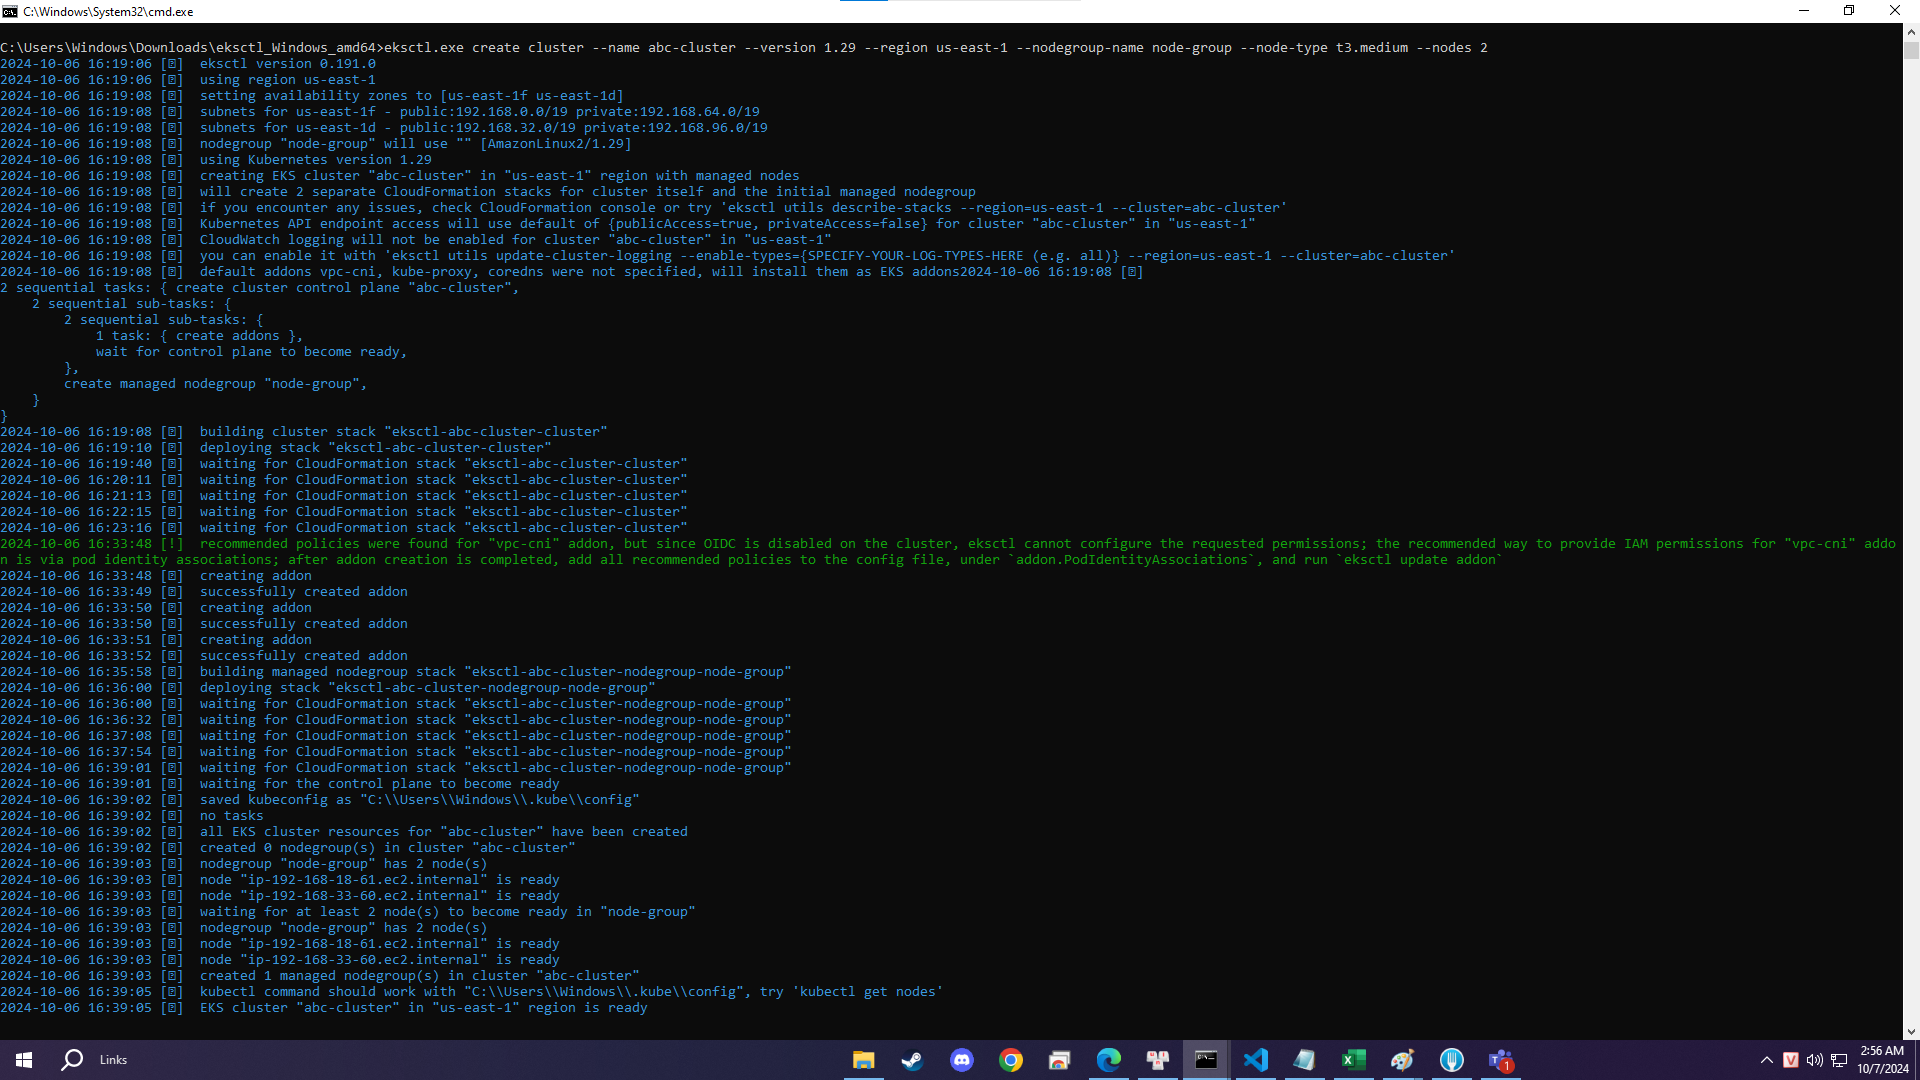 C:\Windows\System32\cmd.exe
C:\Users\Windows\Downloads\eksctl_Windows_amd64>eksctl.exe create cluster --name abc-cluster --version 1.29 --region us-east-1 --nodegroup-name node-group --node-type t3.medium --nodes 2
2024-10-06 16:19:06 [?]  eksctl version 0.191.0
2024-10-06 16:19:06 [?]  using region us-east-1
2024-10-06 16:19:08 [?]  setting availability zones to [us-east-1f us-east-1d]
2024-10-06 16:19:08 [?]  subnets for us-east-1f - public:192.168.0.0/19 private:192.168.64.0/19
2024-10-06 16:19:08 [?]  subnets for us-east-1d - public:192.168.32.0/19 private:192.168.96.0/19
2024-10-06 16:19:08 [?]  nodegroup "node-group" will use "" [AmazonLinux2/1.29]
2024-10-06 16:19:08 [?]  using Kubernetes version 1.29
2024-10-06 16:19:08 [?]  creating EKS cluster "abc-cluster" in "us-east-1" region with managed nodes
2024-10-06 16:19:08 [?]  will create 2 separate CloudFormation stacks for cluster itself and the initial managed nodegroup
2024-10-06 16:19:08 [?]  if you encounter any issues, check CloudFormation console or try 'eksctl utils describe-stacks --region=us-east-1 --cluster=abc-cluster'
2024-10-06 16:19:08 [?]  Kubernetes API endpoint access will use default of {publicAccess=true, privateAccess=false} for cluster "abc-cluster" in "us-east-1"
2024-10-06 16:19:08 [?]  CloudWatch logging will not be enabled for cluster "abc-cluster" in "us-east-1"
2024-10-06 16:19:08 [?]  you can enable it with 'eksctl utils update-cluster-logging --enable-types={SPECIFY-YOUR-LOG-TYPES-HERE (e.g. all)} --region=us-east-1 --cluster=abc-cluster'
2024-10-06 16:19:08 [?]  default addons vpc-cni, kube-proxy, coredns were not specified, will install them as EKS addons2024-10-06 16:19:08 [?]
2 sequential tasks: { create cluster control plane "abc-cluster",
    2 sequential sub-tasks: {
        2 sequential sub-tasks: {
            1 task: { create addons },
            wait for control plane to become ready,
        },
        create managed nodegroup "node-group",
    }
}
2024-10-06 16:19:08 [?]  building cluster stack "eksctl-abc-cluster-cluster"
2024-10-06 16:19:10 [?]  deploying stack "eksctl-abc-cluster-cluster"
2024-10-06 16:19:40 [?]  waiting for CloudFormation stack "eksctl-abc-cluster-cluster"
2024-10-06 16:20:11 [?]  waiting for CloudFormation stack "eksctl-abc-cluster-cluster"
2024-10-06 16:21:13 [?]  waiting for CloudFormation stack "eksctl-abc-cluster-cluster"
2024-10-06 16:22:15 [?]  waiting for CloudFormation stack "eksctl-abc-cluster-cluster"
2024-10-06 16:23:16 [?]  waiting for CloudFormation stack "eksctl-abc-cluster-cluster"
2024-10-06 16:33:48 [!]  recommended policies were found for "vpc-cni" addon, but since OIDC is disabled on the cluster, eksctl cannot configure the requested permissions; the recommended way to provide IAM permissions for "vpc-cni" addo
n is via pod identity associations; after addon creation is completed, add all recommended policies to the config file, under `addon.PodIdentityAssociations`, and run `eksctl update addon`
2024-10-06 16:33:48 [?]  creating addon
2024-10-06 16:33:49 [?]  successfully created addon
2024-10-06 16:33:50 [?]  creating addon
2024-10-06 16:33:50 [?]  successfully created addon
2024-10-06 16:33:51 [?]  creating addon
2024-10-06 16:33:52 [?]  successfully created addon
2024-10-06 16:35:58 [?]  building managed nodegroup stack "eksctl-abc-cluster-nodegroup-node-group"
2024-10-06 16:36:00 [?]  deploying stack "eksctl-abc-cluster-nodegroup-node-group"
2024-10-06 16:36:00 [?]  waiting for CloudFormation stack "eksctl-abc-cluster-nodegroup-node-group"
2024-10-06 16:36:32 [?]  waiting for CloudFormation stack "eksctl-abc-cluster-nodegroup-node-group"
2024-10-06 16:37:08 [?]  waiting for CloudFormation stack "eksctl-abc-cluster-nodegroup-node-group"
2024-10-06 16:37:54 [?]  waiting for CloudFormation stack "eksctl-abc-cluster-nodegroup-node-group"
2024-10-06 16:39:01 [?]  waiting for CloudFormation stack "eksctl-abc-cluster-nodegroup-node-group"
2024-10-06 16:39:01 [?]  waiting for the control plane to become ready
2024-10-06 16:39:02 [?]  saved kubeconfig as "C:\\Users\\Windows\\.kube\\config"
2024-10-06 16:39:02 [?]  no tasks
2024-10-06 16:39:02 [?]  all EKS cluster resources for "abc-cluster" have been created
2024-10-06 16:39:02 [?]  created 0 nodegroup(s) in cluster "abc-cluster"
2024-10-06 16:39:03 [?]  nodegroup "node-group" has 2 node(s)
2024-10-06 16:39:03 [?]  node "ip-192-168-18-61.ec2.internal" is ready
2024-10-06 16:39:03 [?]  node "ip-192-168-33-60.ec2.internal" is ready
2024-10-06 16:39:03 [?]  waiting for at least 2 node(s) to become ready in "node-group"
2024-10-06 16:39:03 [?]  nodegroup "node-group" has 2 node(s)
2024-10-06 16:39:03 [?]  node "ip-192-168-18-61.ec2.internal" is ready
2024-10-06 16:39:03 [?]  node "ip-192-168-33-60.ec2.internal" is ready
2024-10-06 16:39:03 [?]  created 1 managed nodegroup(s) in cluster "abc-cluster"
2024-10-06 16:39:05 [?]  kubectl command should work with "C:\\Users\\Windows\\.kube\\config", try 'kubectl get nodes'
2024-10-06 16:39:05 [?]  EKS cluster "abc-cluster" in "us-east-1" region is ready
Links
1
V
2:56 AM
10/7/2024